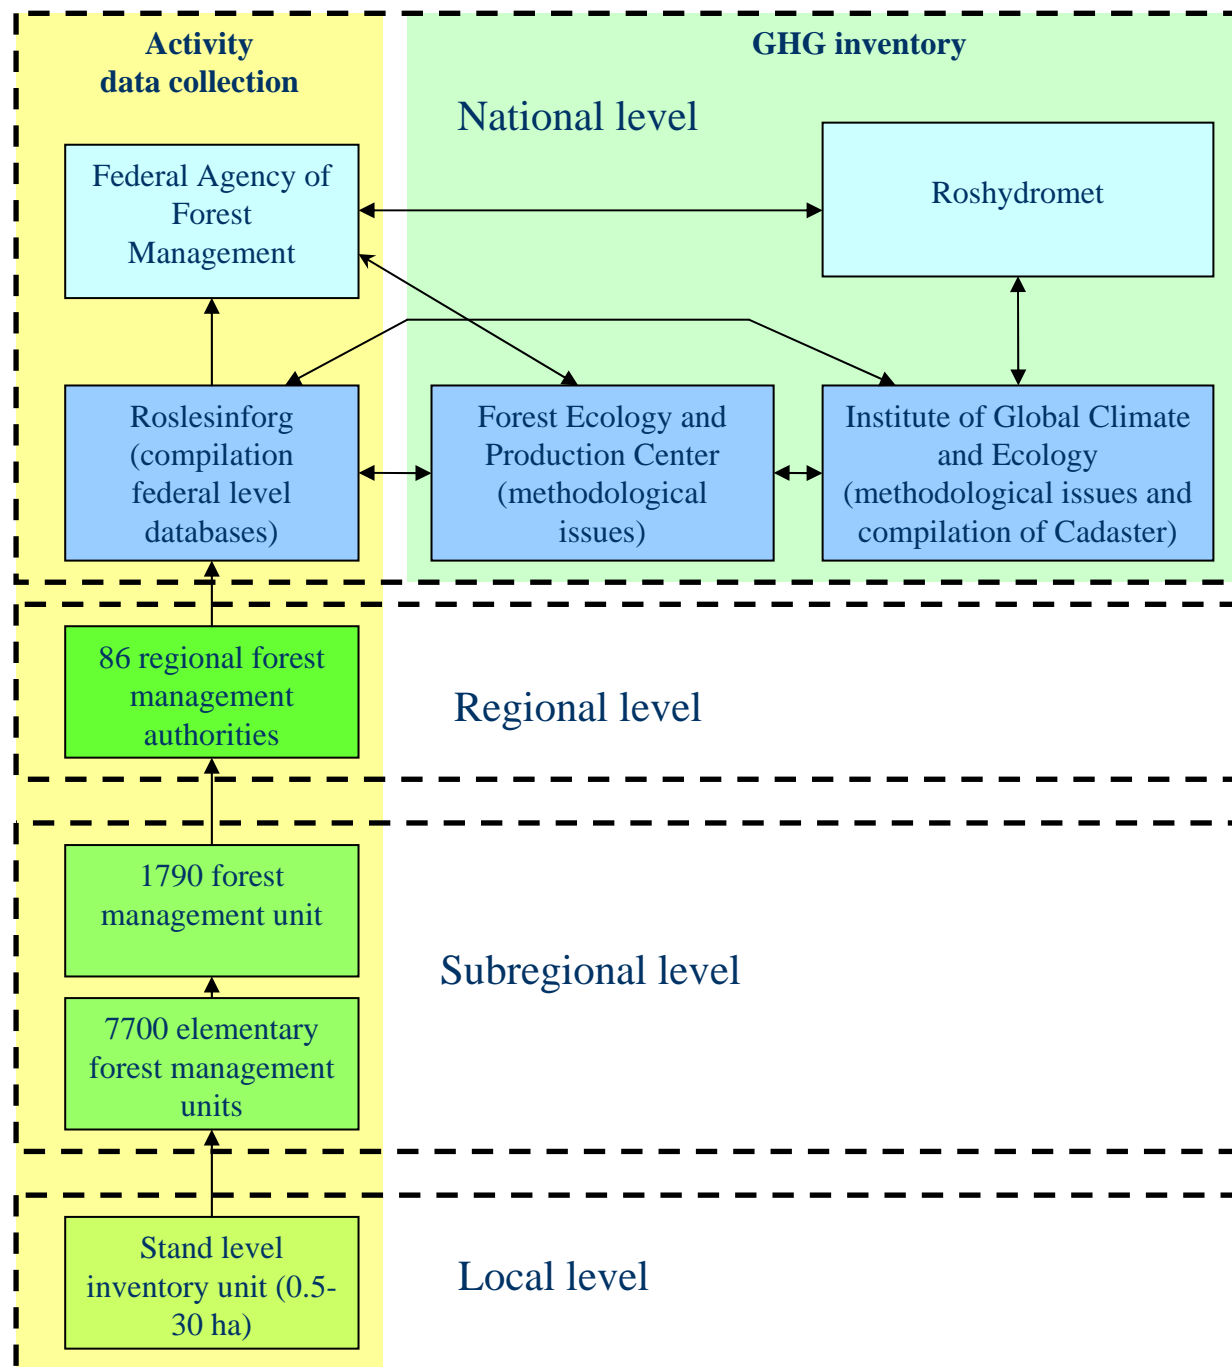 Activity
data collection
GHG inventory
National level
Federal Agency of
Forest
Management
Roshydromet
Roslesinforg
(compilation
federal level
databases)
Forest Ecology and
Production Center
(methodological
issues)
Institute of Global Climate
and Ecology
(methodological issues and
compilation of Cadaster)
86 regional forest
management
authorities
Regional level
1790 forest
management unit
Subregional level
7700 elementary
forest management
units
Stand level
inventory unit (0.5-
30 ha)
Local level